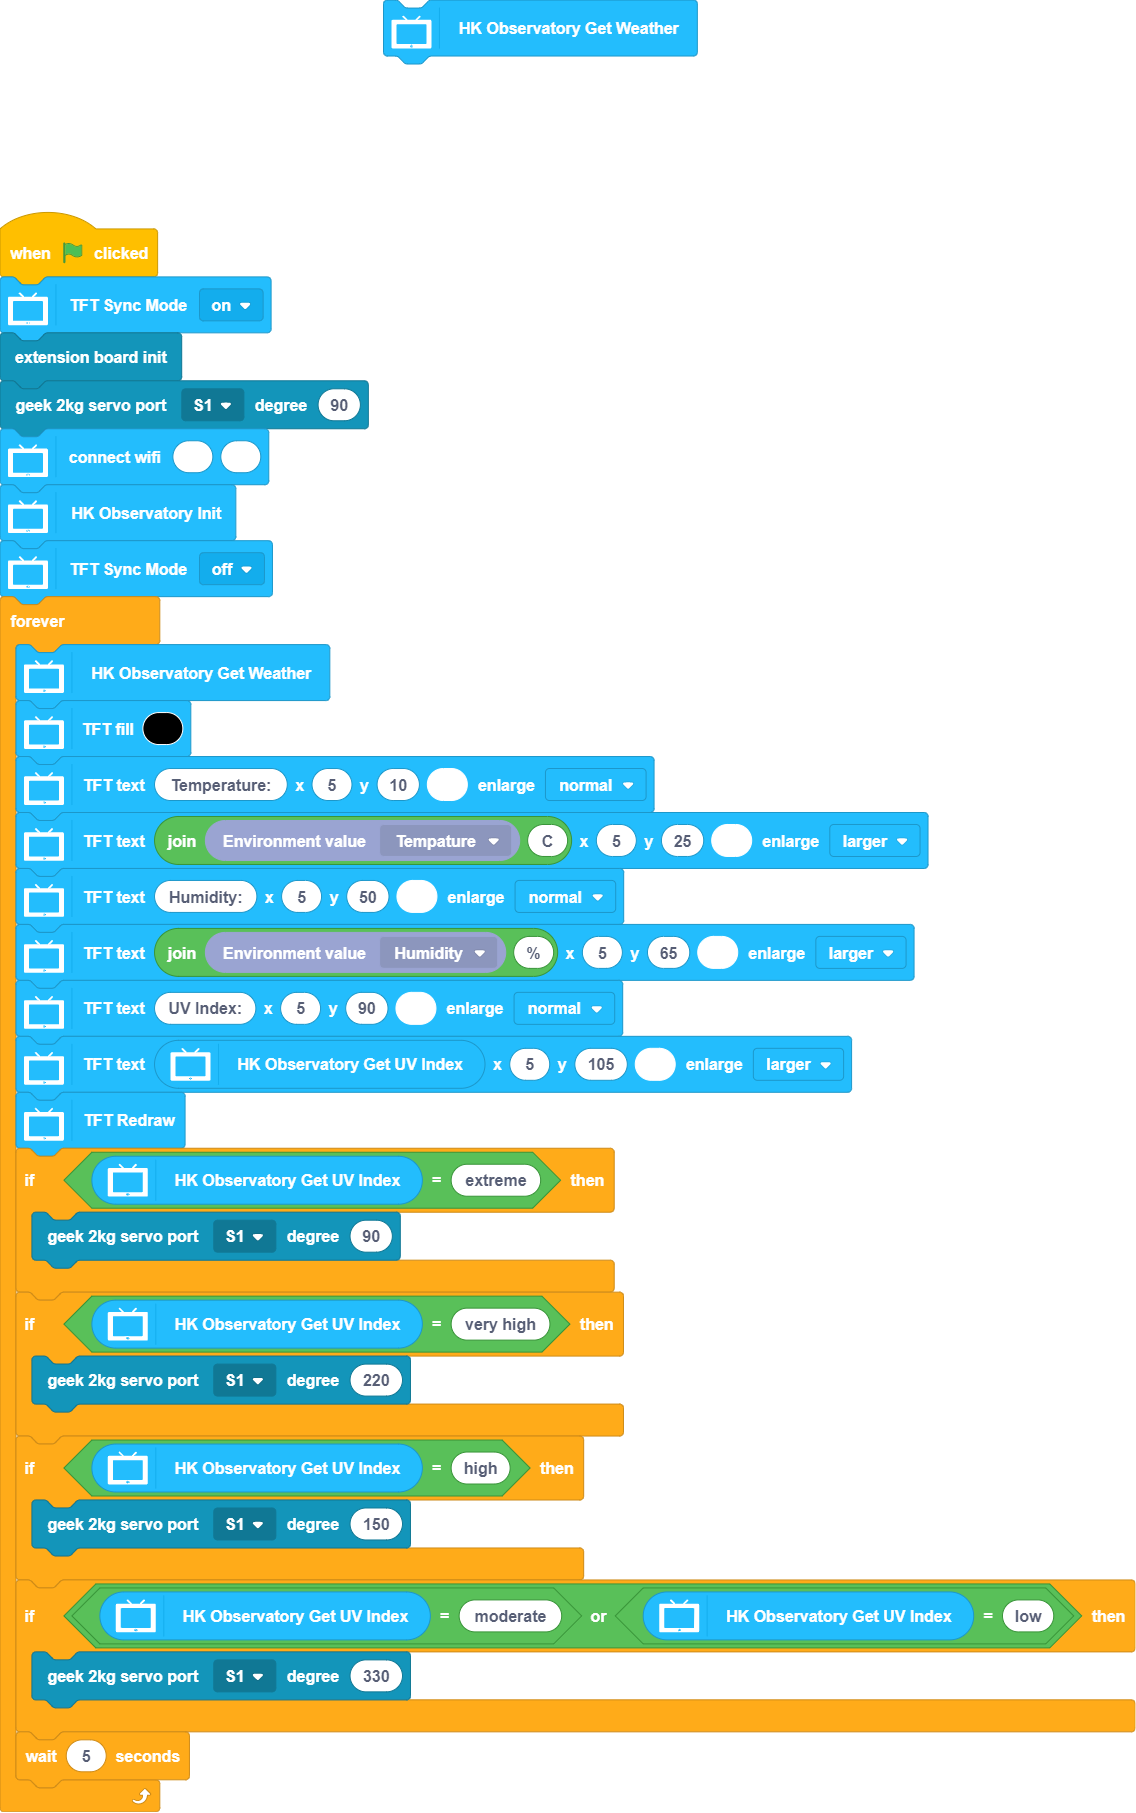 HK Observatory Get Weather
when clicked
TFT Sync Mode on
extension board init
geek 2kg servo port S1 degree 90
connect wifi
HK Observatory Init
TFT Sync Mode off
forever
HK Observatory Get Weather
TFT fill
TFT text Temperature: x 5 y 10 enlarge normal
TFT text join Environment value Tempature C x 5 y 25 enlarge larger
TFT text Humidity: x 5 y 50 enlarge normal
TFT text join Environment value Humidity % x 5 y 65 enlarge larger
TFT text UV Index: x 5 y 90 enlarge normal
TFT text HK Observatory Get UV Index x 5 y 105 enlarge larger
TFT Redraw
if HK Observatory Get UV Index = extreme then
geek 2kg servo port S1 degree 90
if HK Observatory Get UV Index = very high then
geek 2kg servo port S1 degree 220
if HK Observatory Get UV Index = high then
geek 2kg servo port S1 degree 150
if HK Observatory Get UV Index = moderate or HK Observatory Get UV Index = low then
geek 2kg servo port S1 degree 330
wait 5 seconds